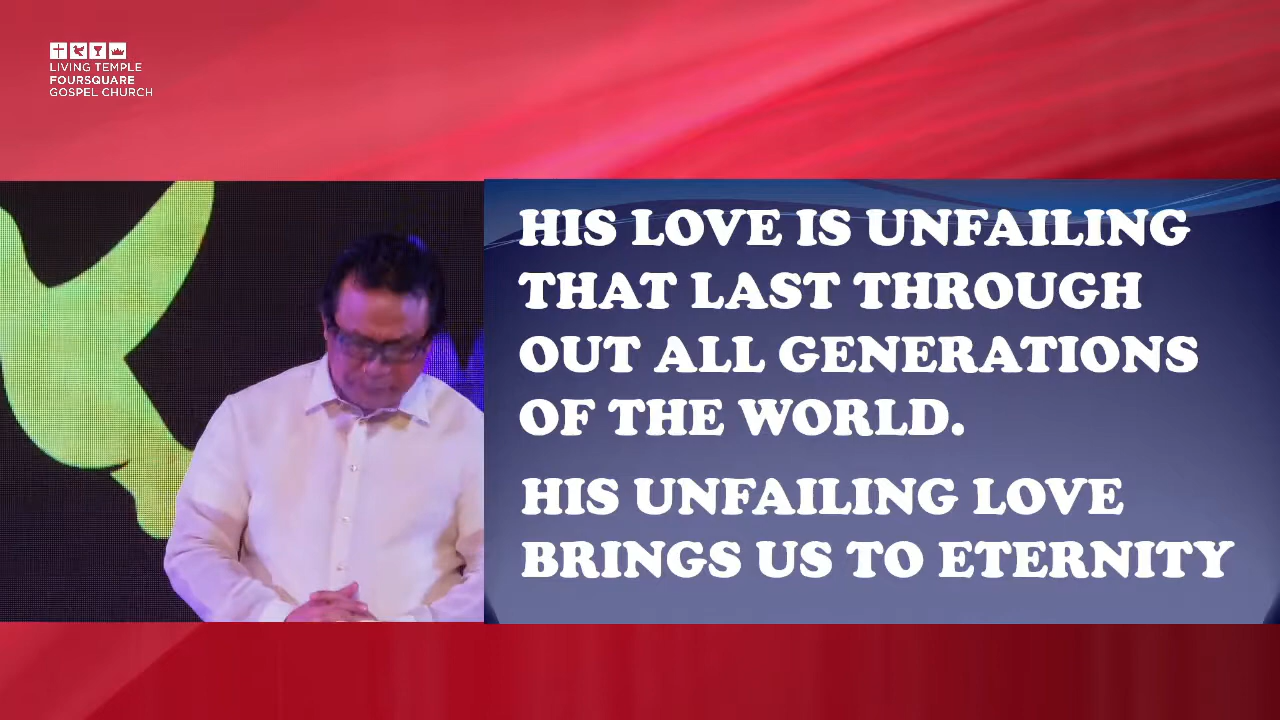 LIVING TEMPLE
FOURSQUARE
GOSPEL CHURCH
HIS LOVE IS UNFAILING
THAT LAST THROUGH
OUT ALL GENERATIONS
OF THE WORLD.
HIS UNFAILING LOVE
BRINGS US TO ETERNITY